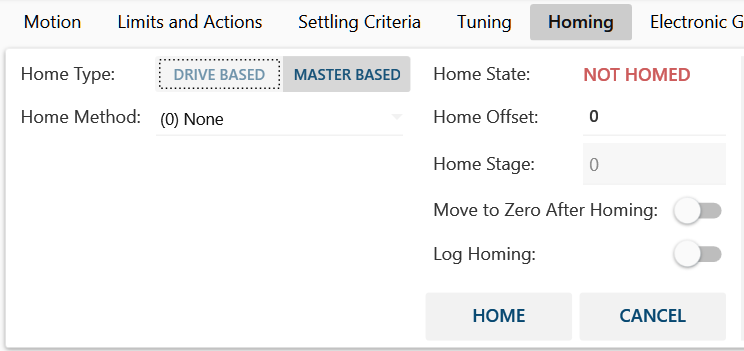 Motion Limits and Actions Settling Criteria Tuning Homing Electronic G
Home Type: DRIVE BASED MASTER BASED
Home Method: (0) None
Home State: NOT HOMED
Home Offset: 0
Home Stage: 0
Move to Zero After Homing:
Log Homing:
HOME CANCEL